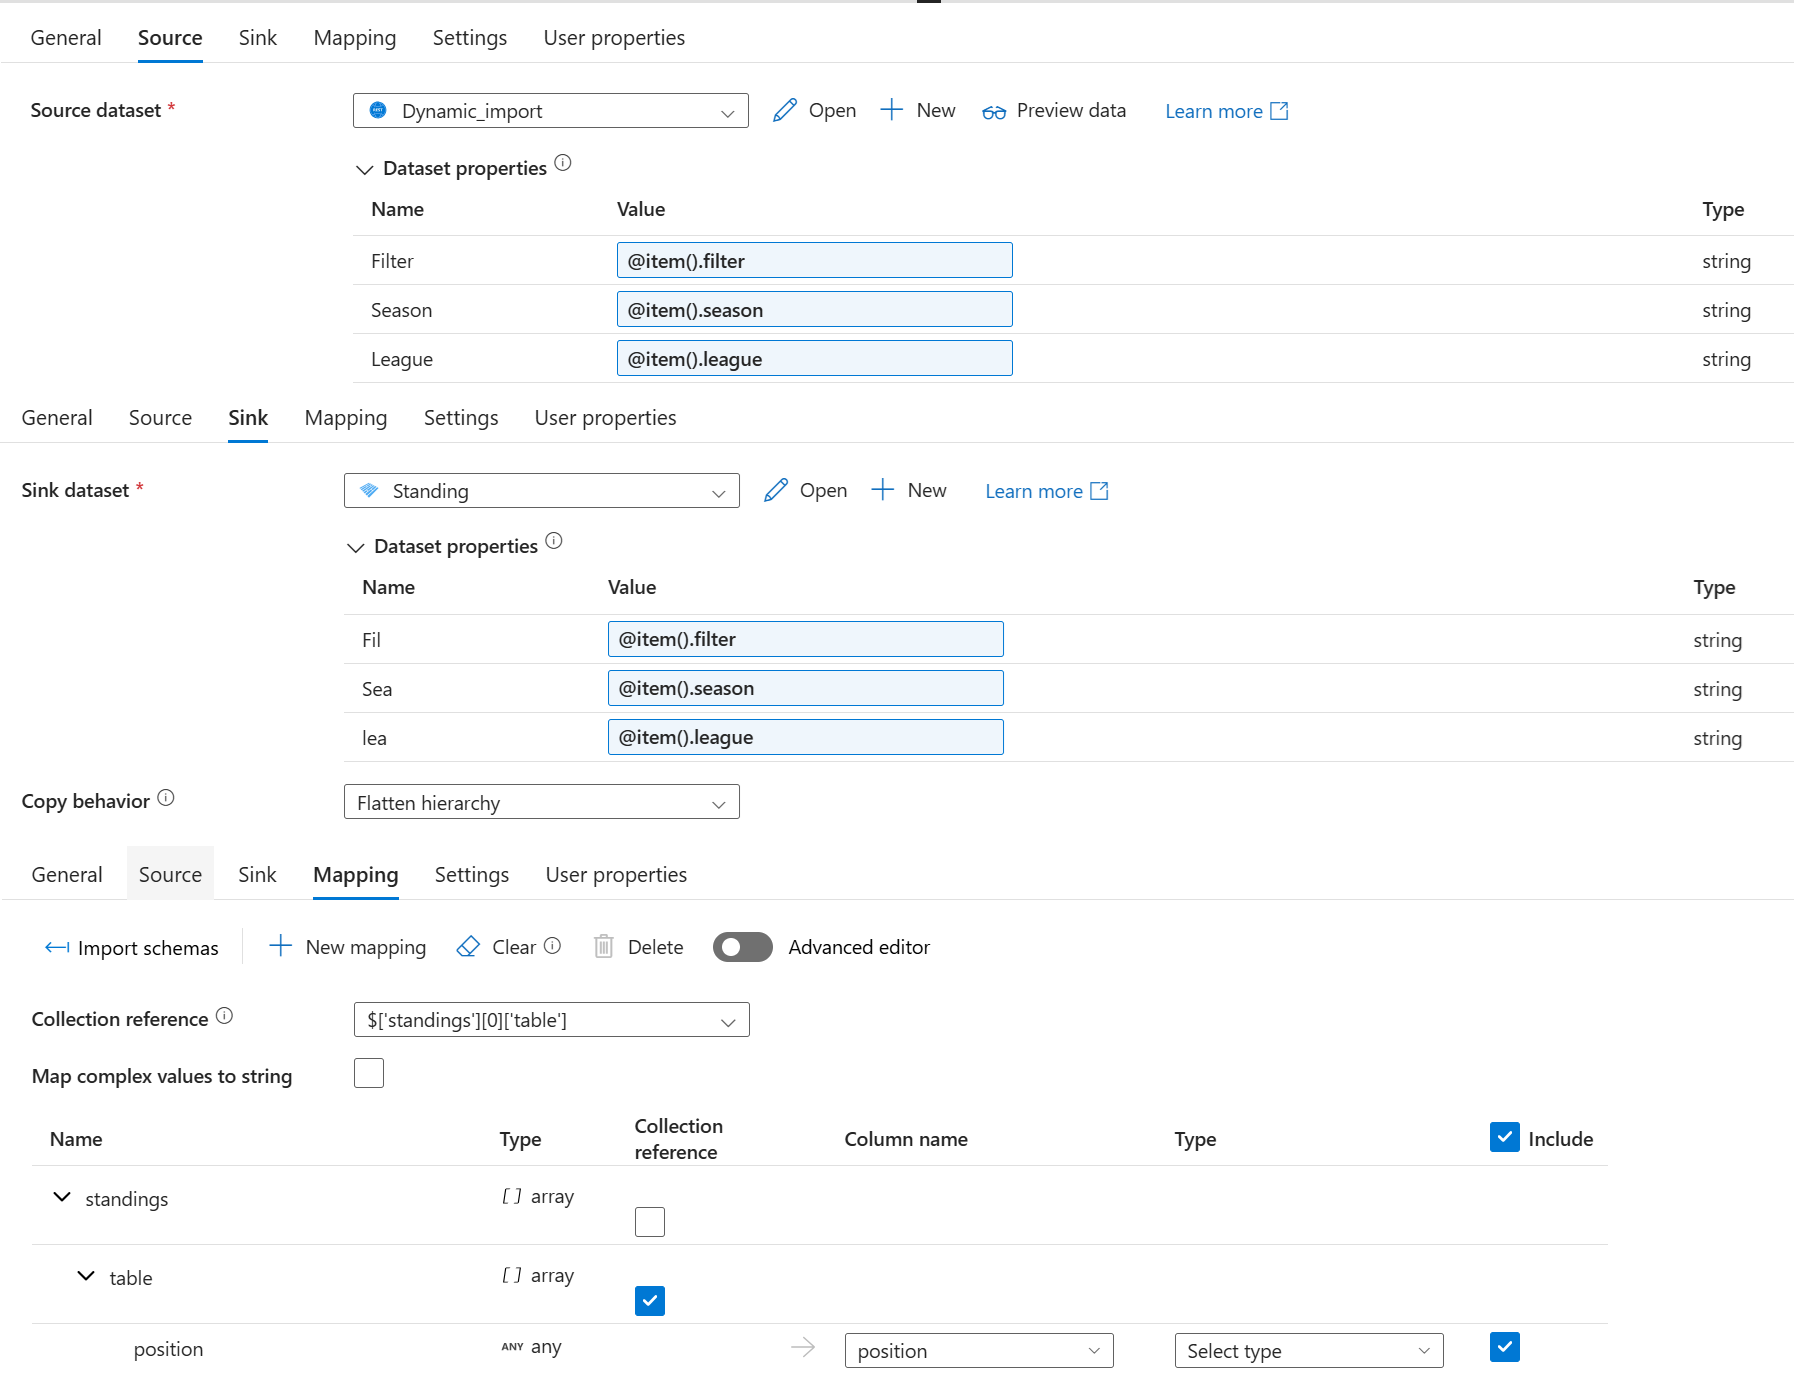 General Source Sink Mapping Settings User properties
Source dataset * Dynamic_import Open New Preview data Learn more
Dataset properties
Name Value Type
Filter @item().filter string
Season @item().season string
League @item().league string
General Source Sink Mapping Settings User properties
Sink dataset * Standing Open New Learn more
Dataset properties
Name Value Type
Fil @item().filter string
Sea @item().season string
lea @item().league string
Copy behavior Flatten hierarchy
General Source Sink Mapping Settings User properties
Import schemas New mapping Clear Delete Advanced editor
Collection reference $['standings'][0]['table']
Map complex values to string
Name Type Collection reference Column name Type Include
standings [ ] array
table [ ] array
position ANY any position Select type